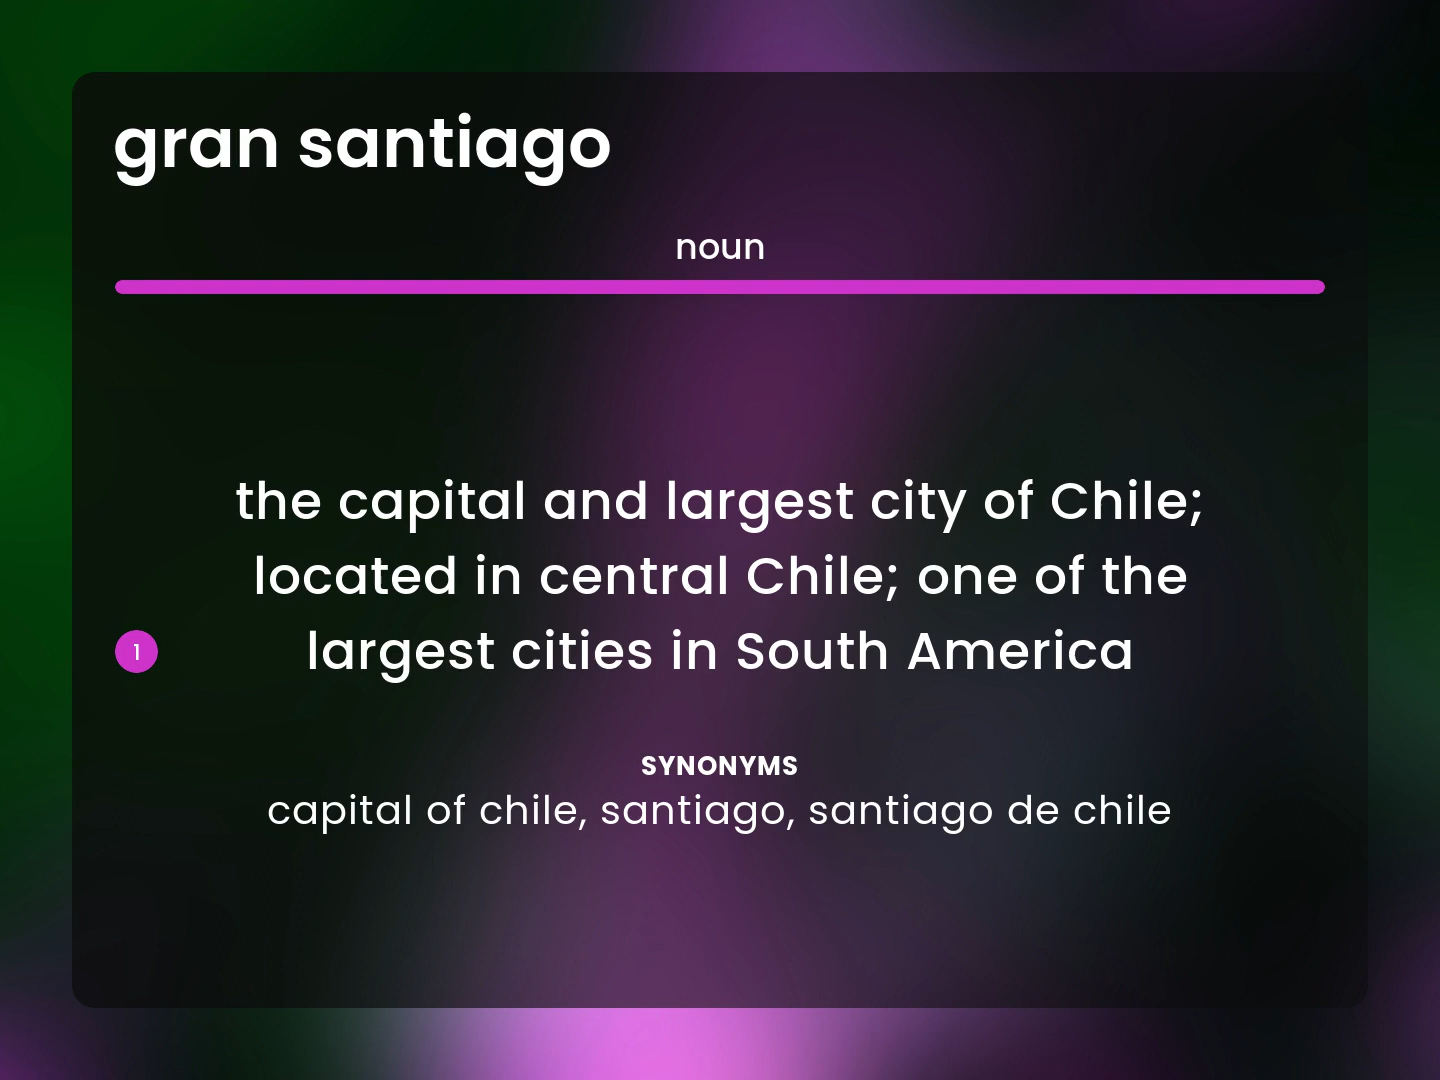 gran santiago
noun
the capital and largest city of Chile;
located in central Chile; one of the
1
largest cities in South America
SYNONYMS
capital of chile, santiago, santiago de chile